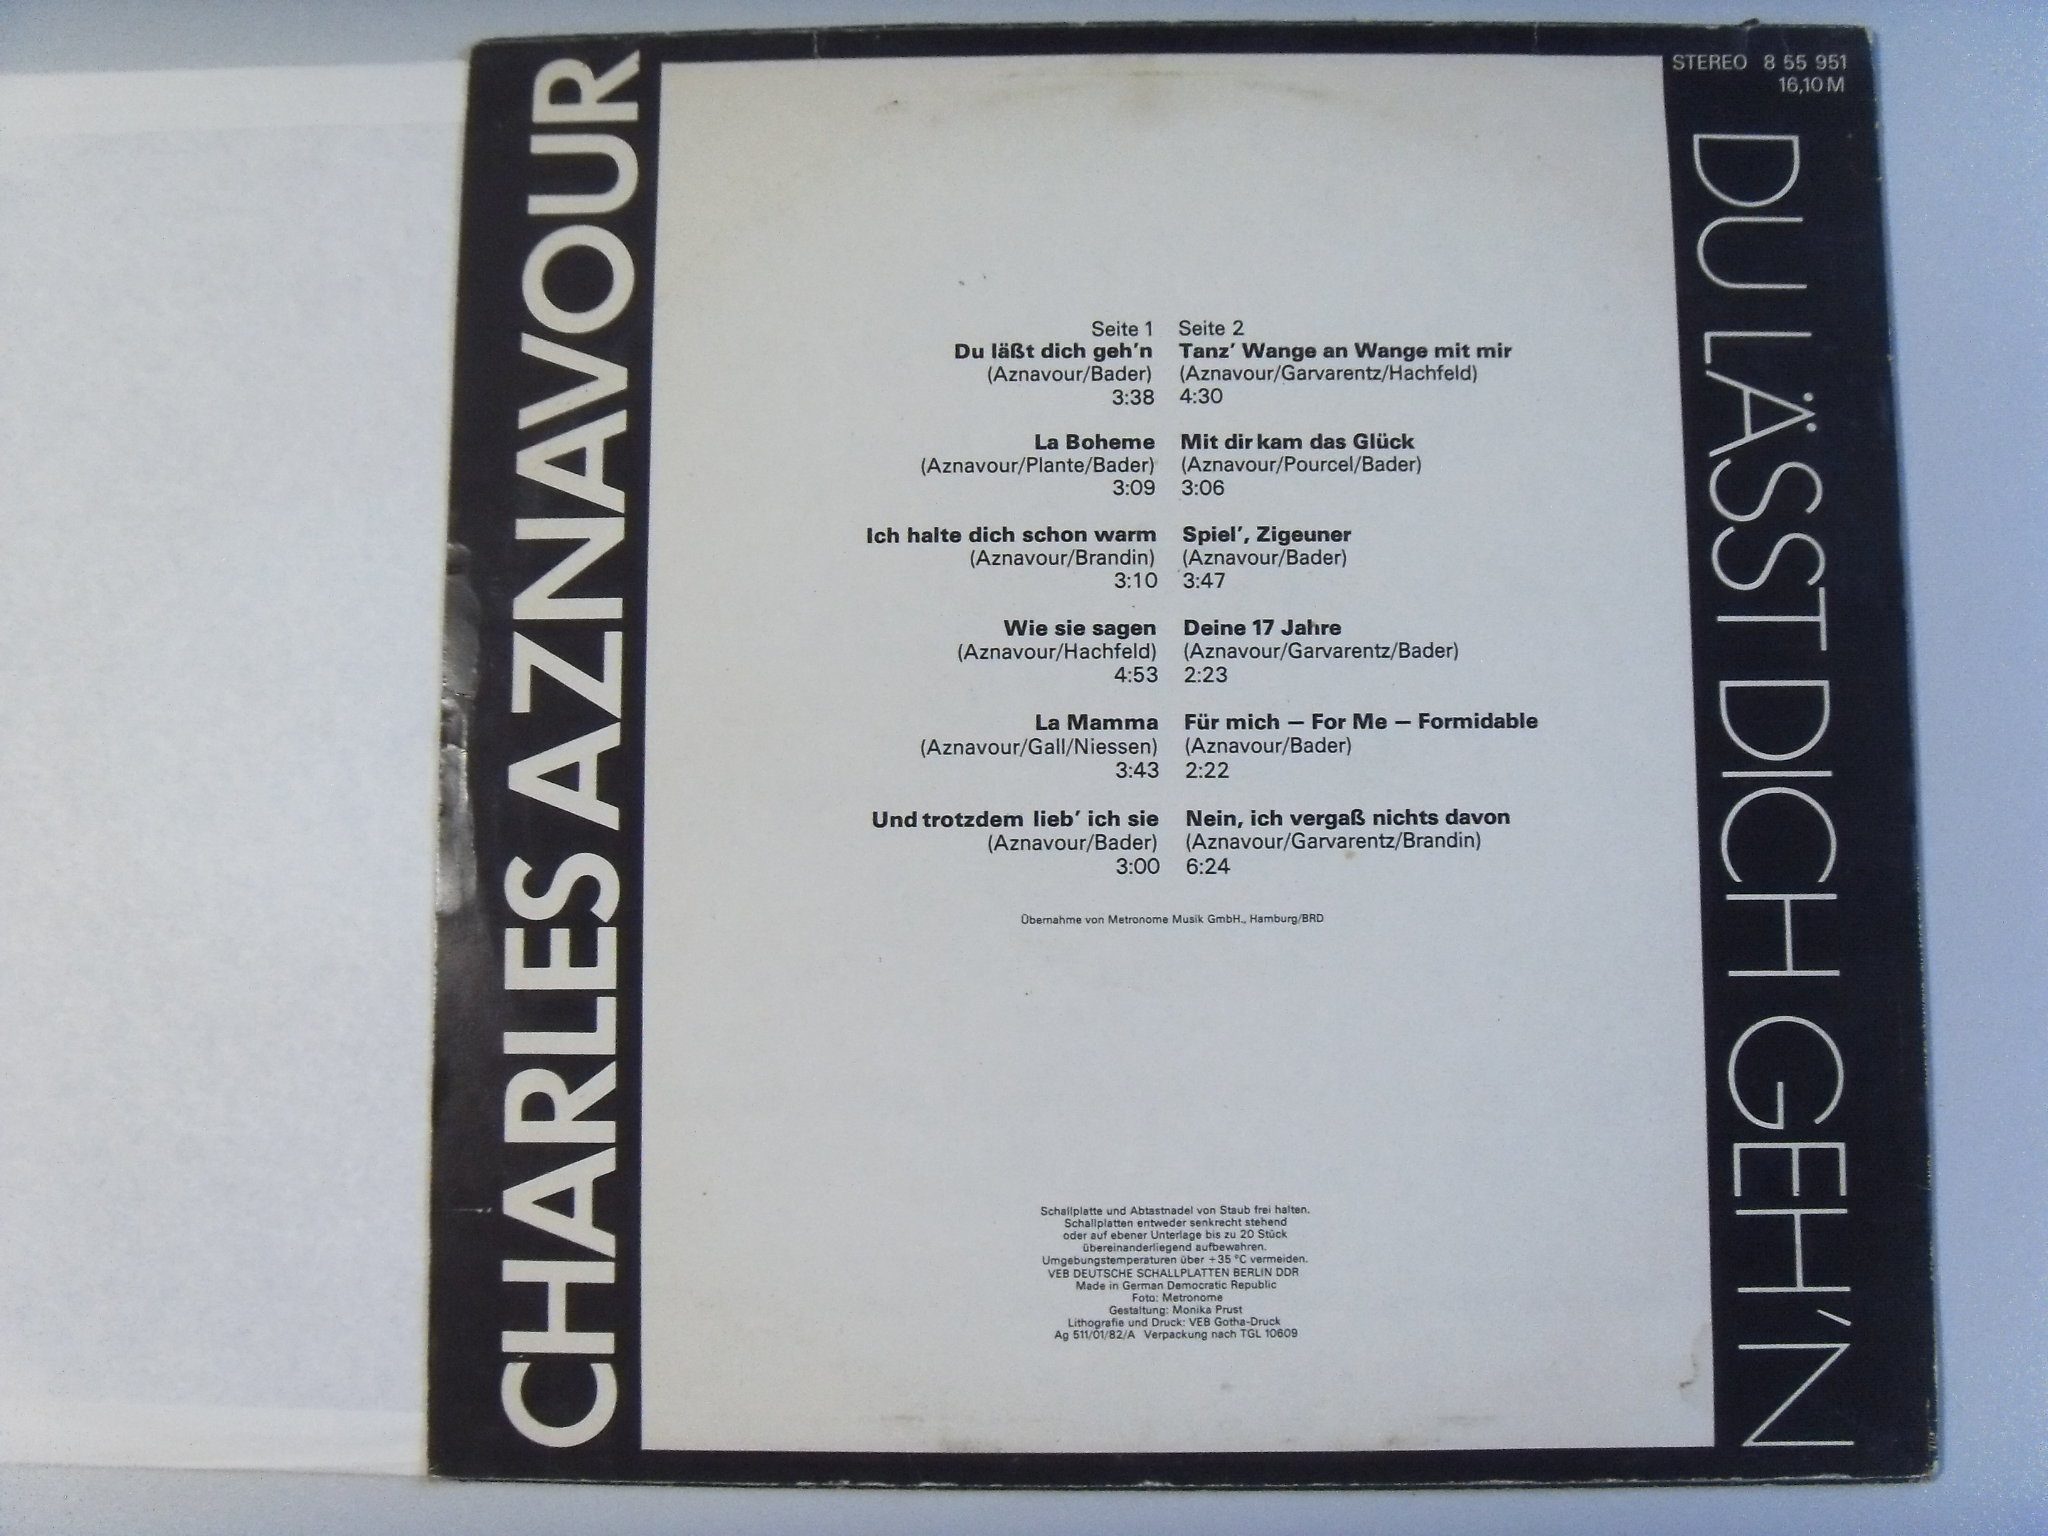 CHARLES AZNAVOUR
STEREO 8 55 951
16,10 M
DU LÄSST DICH GEH'N
Seite 1
Du läßt dich geh'n
(Aznavour/Bader)
3:38
La Boheme
(Aznavour/Plante/Bader)
3:09
Ich halte dich schon warm
(Aznavour/Brandin)
3:10
Wie sie sagen
(Aznavour/Hachfeld)
4:53
La Mamma
(Aznavour/Gall/Niessen)
3:43
Und trotzdem lieb' ich sie
(Aznavour/Bader)
3:00
Seite 2
Tanz' Wange an Wange mit mir
(Aznavour/Garvarentz/Hachfeld)
4:30
Mit dir kam das Glück
(Aznavour/Pourcel/Bader)
3:06
Spiel', Zigeuner
(Aznavour/Bader)
3:47
Deine 17 Jahre
(Aznavour/Garvarentz/Bader)
2:23
Für mich – For Me – Formidable
(Aznavour/Bader)
2:22
Nein, ich vergaß nichts davon
(Aznavour/Garvarentz/Brandin)
6:24
Übernahme von Metronome Musik GmbH., Hamburg/BRD
Schallplatte und Abtastnadel von Staub frei halten.
Schallplatten entweder senkrecht stehend
oder auf ebener Unterlage bis zu 20 Stück
übereinanderliegend aufbewahren.
Umgebungstemperaturen über +35 °C vermeiden.
VEB DEUTSCHE SCHALLPLATTEN BERLIN DDR
Made in German Democratic Republic
Foto: Metronome
Gestaltung: Monika Prust
Lithografie und Druck: VEB Gotha-Druck
Ag 511/01/82/A Verpackung nach TGL 10609